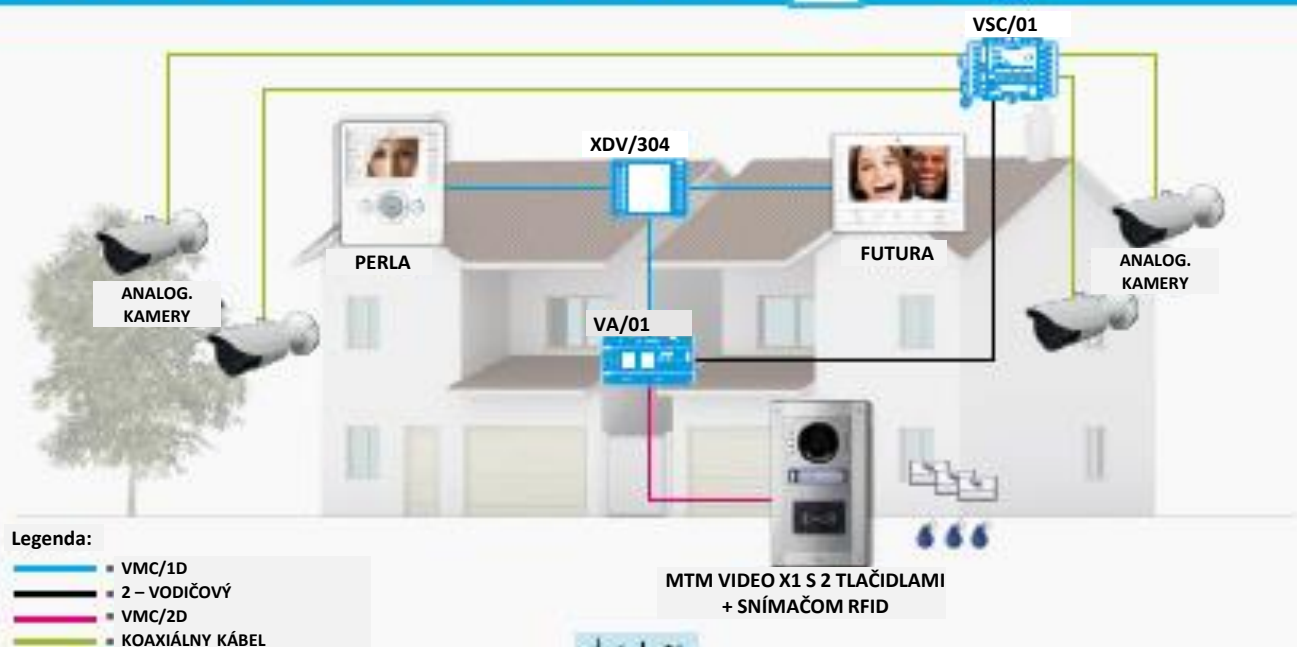 VSC/01
XDV/304
PERLA
FUTURA
ANALOG.
KAMERY
ANALOG.
KAMERY
VA/01
MTM VIDEO X1 S 2 TLAČIDLAMI
+ SNÍMAČOM RFID
Legenda:
VMC/1D
2 – VODIČOVÝ
VMC/2D
KOAXIÁLNY KÁBEL